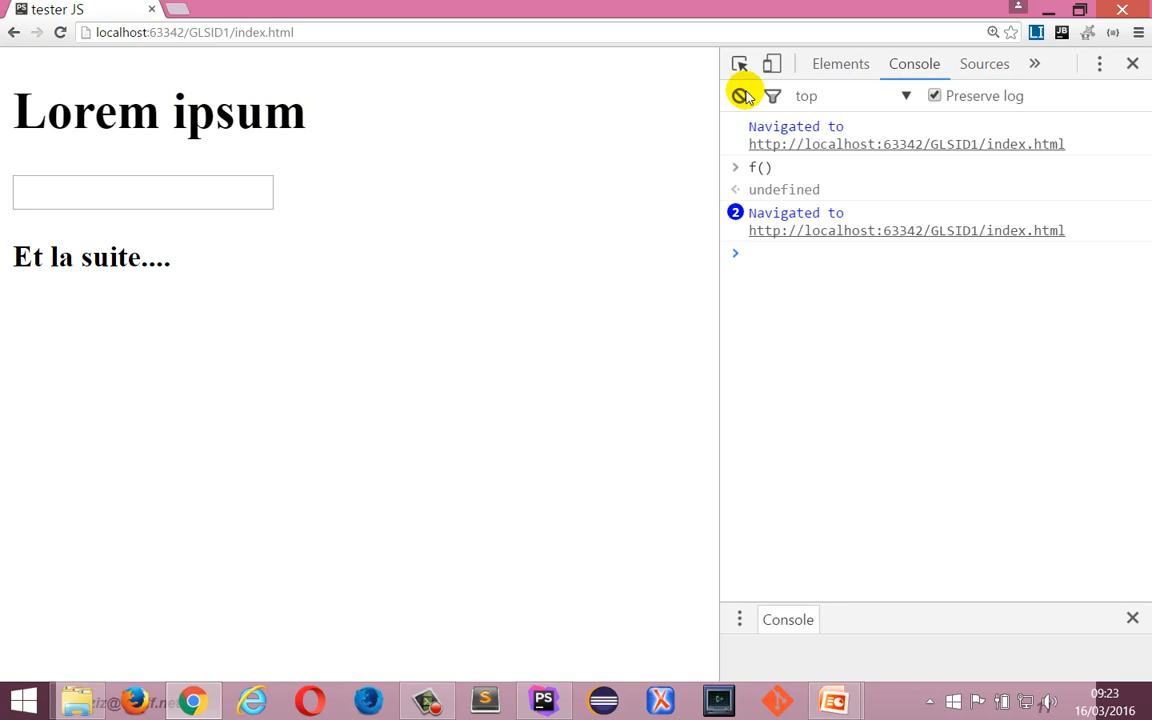 tester JS
localhost:63342/GLSID1/index.html
Lorem ipsum
Et la suite....
Elements Console Sources
top Preserve log
Navigated to
http://localhost:63342/GLSID1/index.html
f()
undefined
2 Navigated to
http://localhost:63342/GLSID1/index.html
Console
09:23
16/03/2016